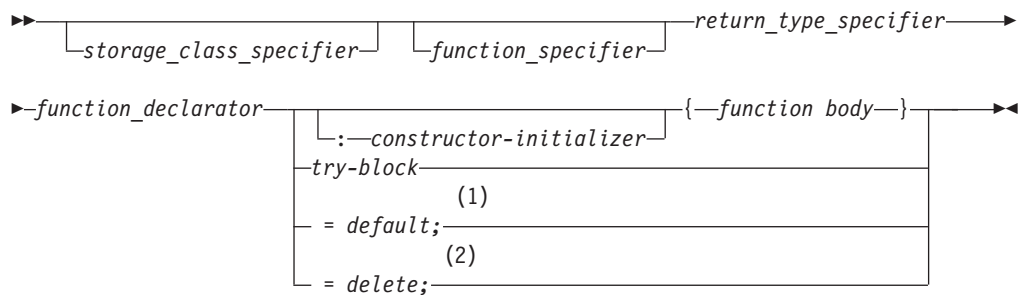 return_type_specifier
storage_class_specifier function_specifier
function_declarator { function body }
: constructor-initializer
try-block
(1)
= default;
(2)
= delete;